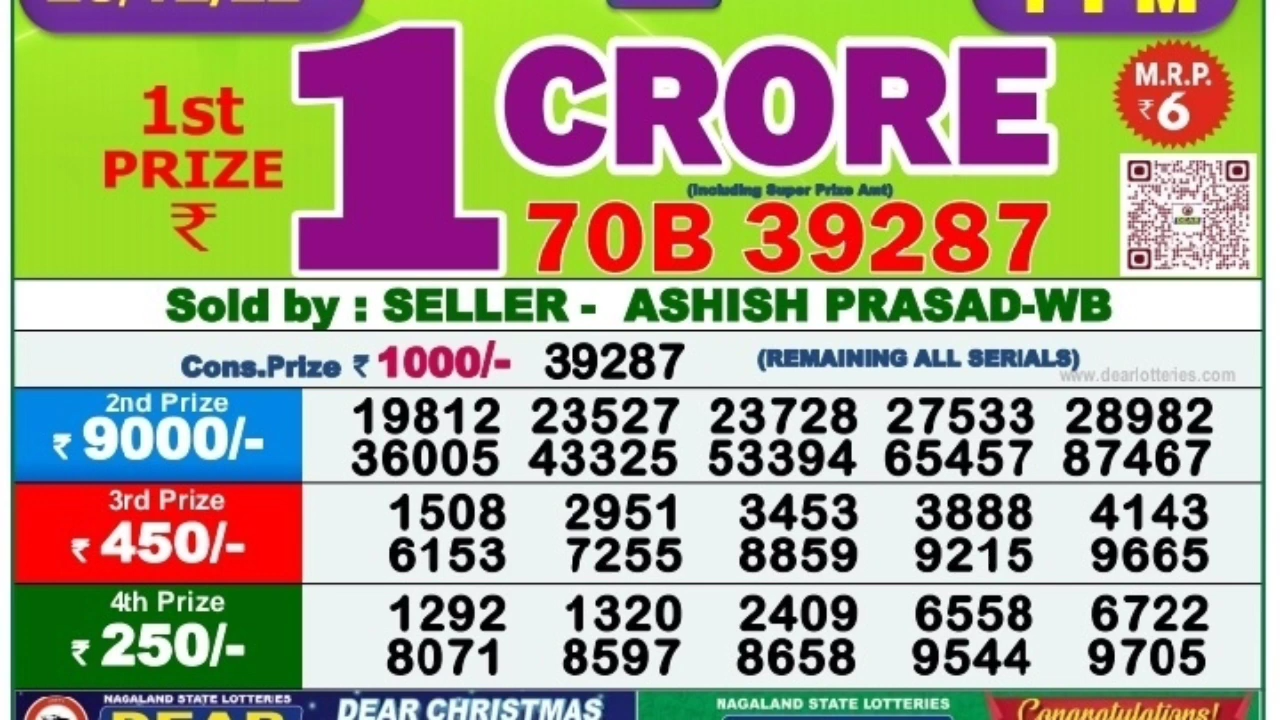 1 CRORE
1st
PRIZE
₹
M.R.P.
₹6
(Including Super Prize Amt)
70B 39287
DEAR
Sold by : SELLER - ASHISH PRASAD-WB
Cons.Prize ₹ 1000/- 39287 (REMAINING ALL SERIALS)
www.dearlotteries.com
2nd Prize
₹ 9000/-
19812 23527 23728 27533 28982
36005 43325 53394 65457 87467
3rd Prize
₹ 450/-
1508 2951 3453 3888 4143
6153 7255 8859 9215 9665
4th Prize
₹ 250/-
1292 1320 2409 6558 6722
8071 8597 8658 9544 9705
NAGALAND STATE LOTTERIES
DEAR
DEAR CHRISTMAS
NAGALAND STATE LOTTERIES
Congratulations!